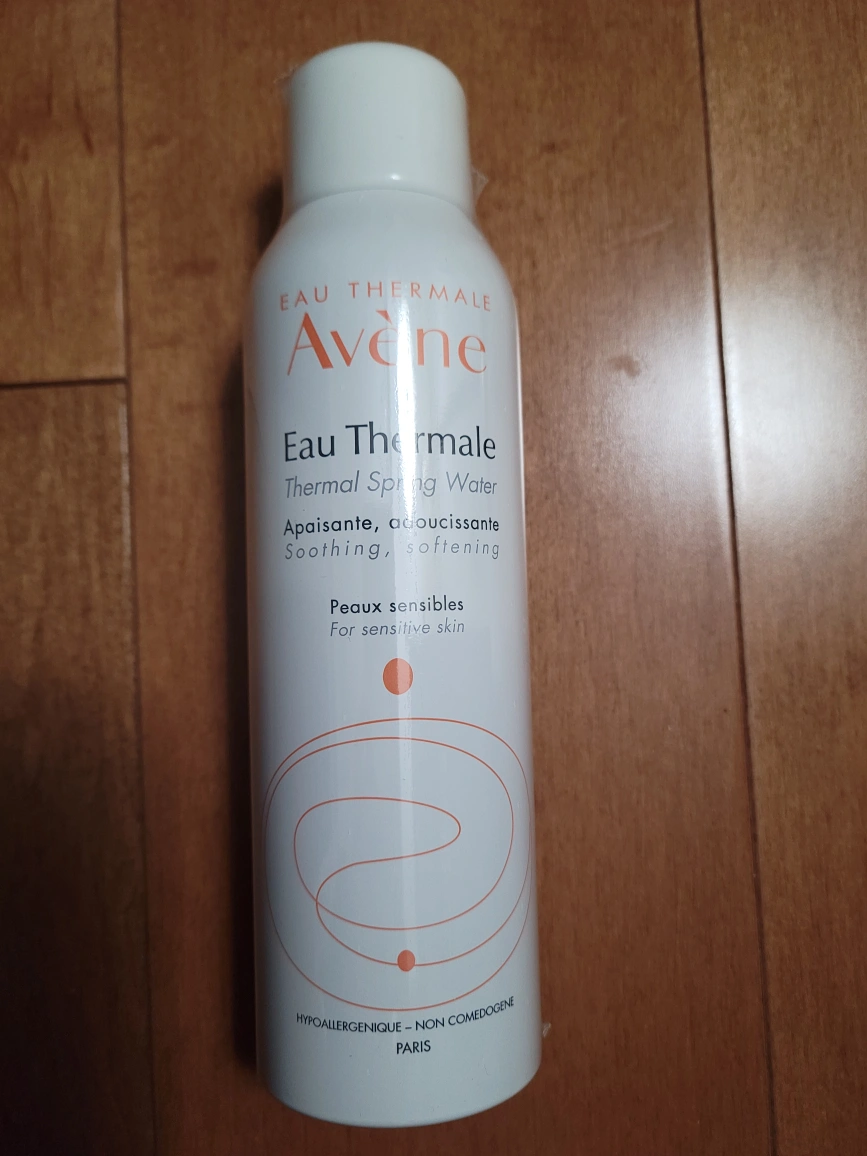 EAU THERMALE
Avène
Eau Thermale
Thermal Spring Water
Apaisante, adoucissante
Soothing, softening
Peaux sensibles
For sensitive skin
HYPOALLERGENIQUE – NON COMEDOGENE
PARIS